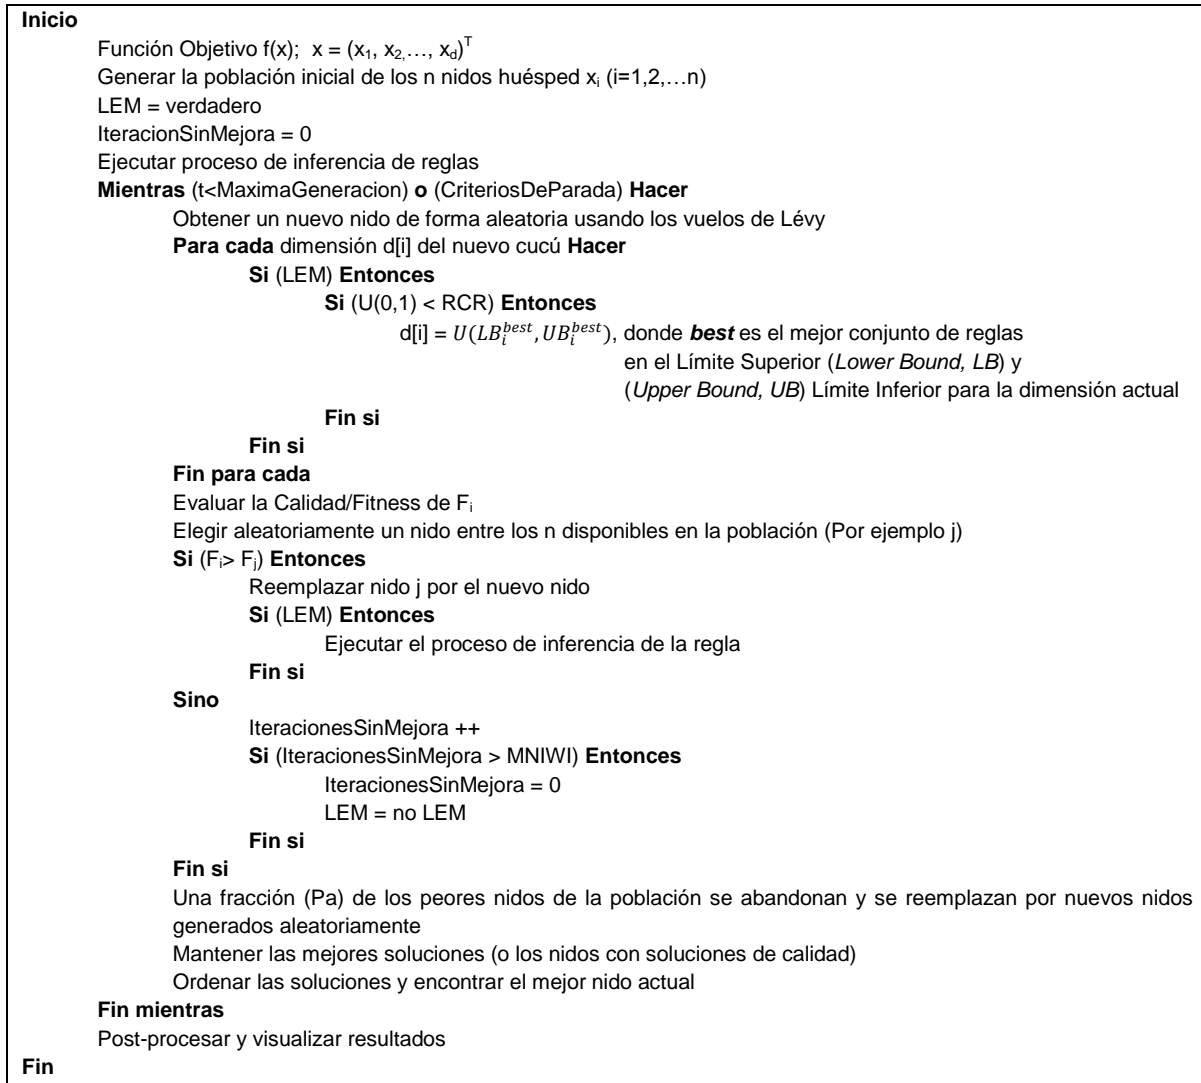 Inicio
Función Objetivo f(x); x = (x₁, x₂,…, x_d)ᵀ
Generar la población inicial de los n nidos huésped xᵢ (i=1,2,…n)
LEM = verdadero
IteracionSinMejora = 0
Ejecutar proceso de inferencia de reglas
Mientras (t<MaximaGeneracion) o (CriteriosDeParada) Hacer
Obtener un nuevo nido de forma aleatoria usando los vuelos de Lévy
Para cada dimensión d[i] del nuevo cucú Hacer
Si (LEM) Entonces
Si (U(0,1) < RCR) Entonces
d[i] = U(LB_i^best, UB_i^best), donde best es el mejor conjunto de reglas
en el Límite Superior (Lower Bound, LB) y
(Upper Bound, UB) Límite Inferior para la dimensión actual
Fin si
Fin si
Fin para cada
Evaluar la Calidad/Fitness de Fᵢ
Elegir aleatoriamente un nido entre los n disponibles en la población (Por ejemplo j)
Si (Fᵢ> Fⱼ) Entonces
Reemplazar nido j por el nuevo nido
Si (LEM) Entonces
Ejecutar el proceso de inferencia de la regla
Fin si
Sino
IteracionesSinMejora ++
Si (IteracionesSinMejora > MNIWI) Entonces
IteracionesSinMejora = 0
LEM = no LEM
Fin si
Fin si
Una fracción (Pa) de los peores nidos de la población se abandonan y se reemplazan por nuevos nidos
generados aleatoriamente
Mantener las mejores soluciones (o los nidos con soluciones de calidad)
Ordenar las soluciones y encontrar el mejor nido actual
Fin mientras
Post-procesar y visualizar resultados
Fin